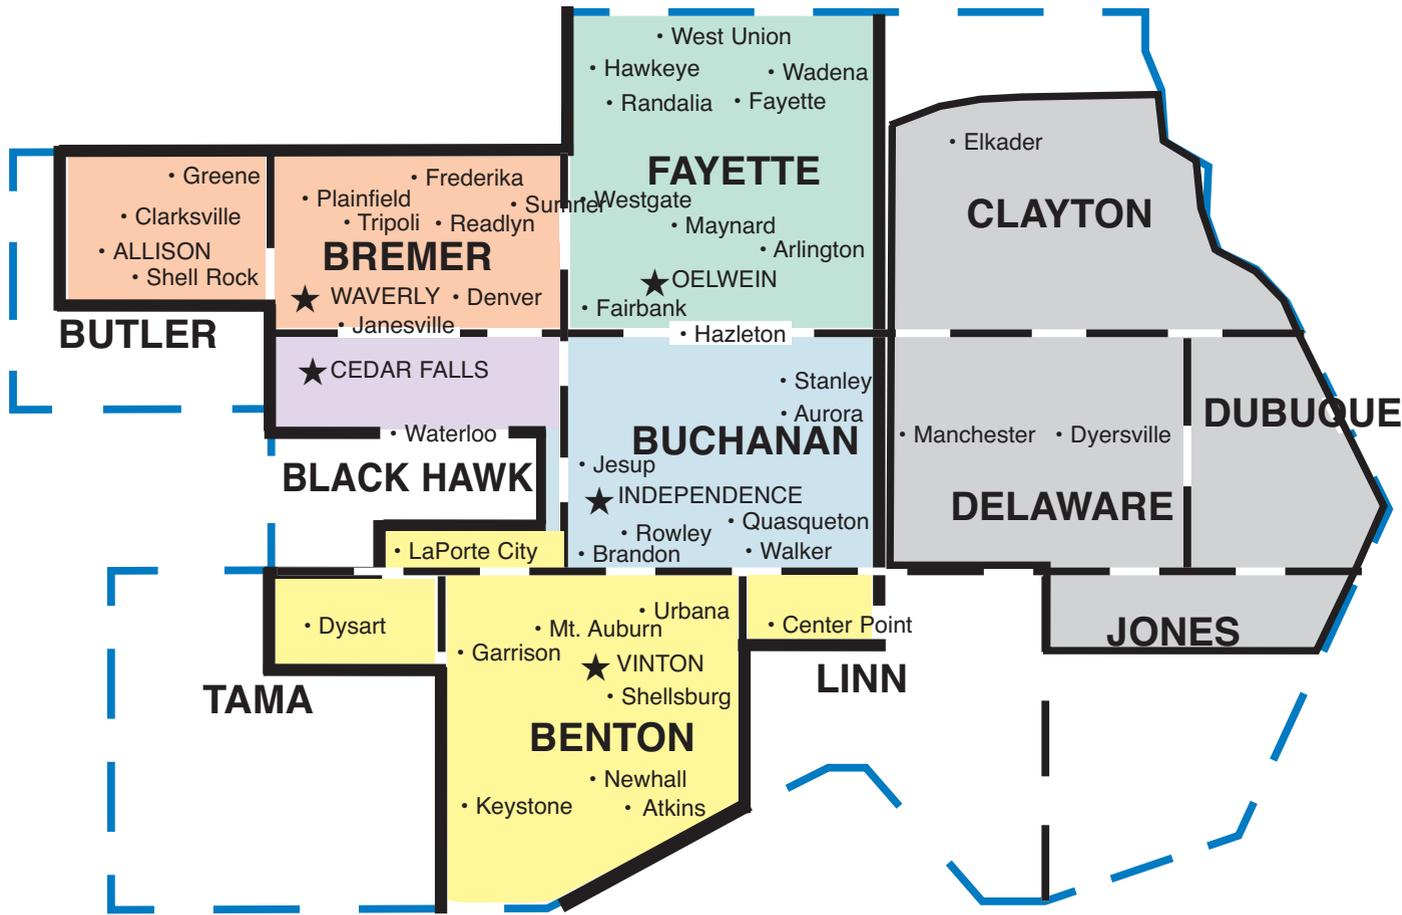 West Union
Hawkeye
Wadena
Randalia
Fayette
Elkader
FAYETTE
Greene
Frederika
Plainfield
Sumner
Westgate
CLAYTON
Clarksville
Tripoli
Readlyn
Maynard
ALLISON
BREMER
Arlington
Shell Rock
OELWEIN
WAVERLY
Denver
Fairbank
BUTLER
Janesville
Hazleton
CEDAR FALLS
Stanley
Aurora
DUBUQUE
Waterloo
BUCHANAN
Manchester
Dyersville
Jesup
BLACK HAWK
INDEPENDENCE
DELAWARE
Quasqueton
Rowley
LaPorte City
Brandon
Walker
Urbana
Dysart
Mt. Auburn
Center Point
JONES
Garrison
VINTON
LINN
TAMA
Shellsburg
BENTON
Newhall
Keystone
Atkins